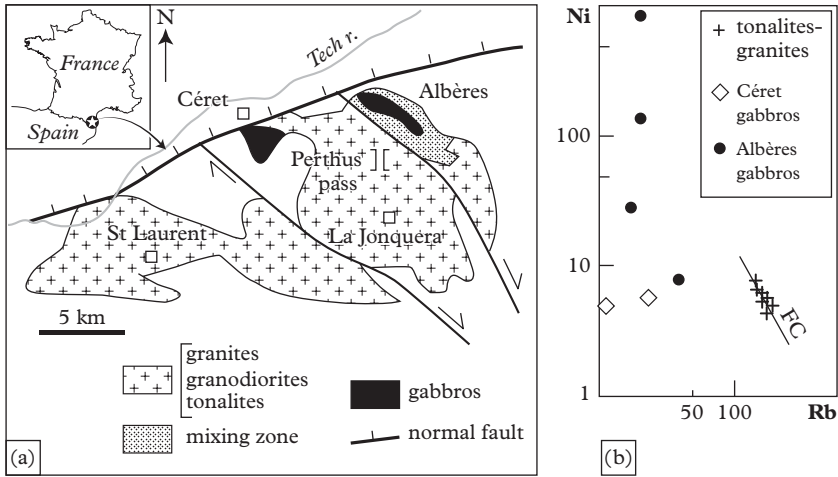 France
Spain
N
Tech r.
Céret
Albères
Perthus
pass
St Laurent
La Jonquera
5 km
granites
granodiorites
tonalites
mixing zone
gabbros
normal fault
(a)
Ni
100
10
1
50 100
Rb
tonalites-
granites
Céret
gabbros
Albères
gabbros
FC
(b)